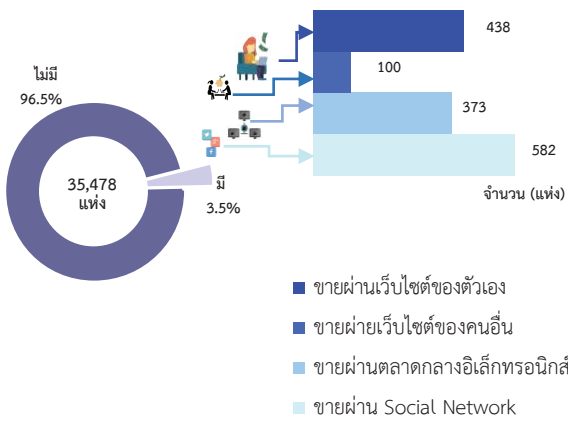 438
100
373
582
จำนวน (แห่ง)
ไม่มี
96.5%
35,478
แห่ง
มี
3.5%
ขายผ่านเว็บไซต์ของตัวเอง
ขายผ่ายเว็บไซต์ของคนอื่น
ขายผ่านตลาดกลางอิเล็กทรอนิกส์
ขายผ่าน Social Network